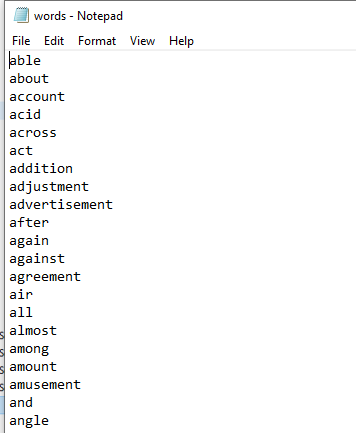 words - Notepad
File Edit Format View Help
able
about
account
acid
across
act
addition
adjustment
advertisement
after
again
against
agreement
air
all
almost
among
amount
amusement
and
angle